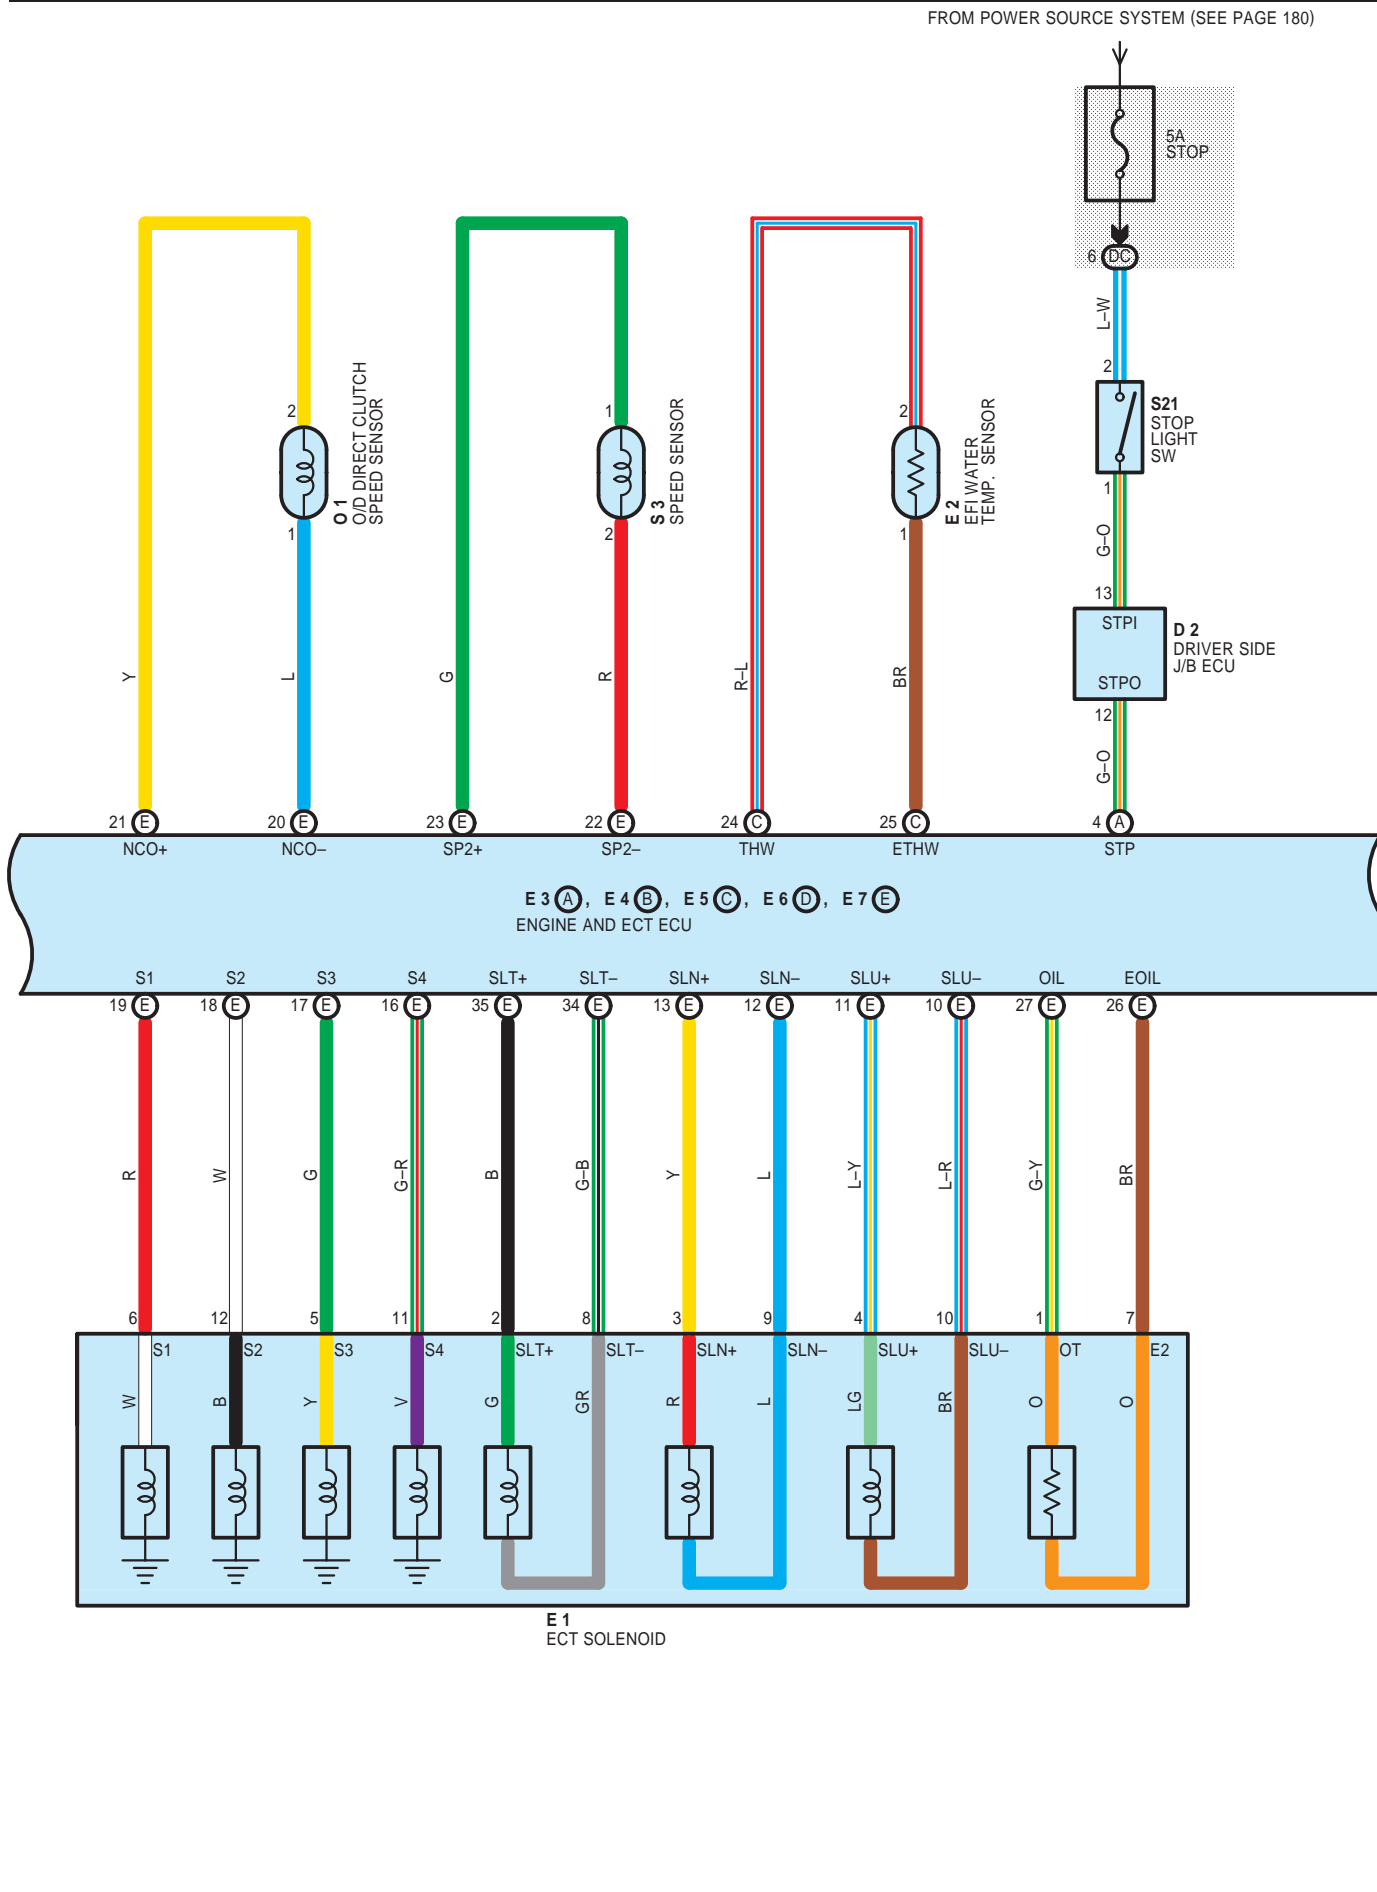 FROM POWER SOURCE SYSTEM (SEE PAGE 180)
5A
STOP
6 DC
L–W
2
S21
STOP
LIGHT
SW
1
G–O
13
STPI
D 2
DRIVER SIDE
J/B ECU
STPO
12
G–O
2
O 1
O/D DIRECT CLUTCH
SPEED SENSOR
1
1
S 3
SPEED SENSOR
2
2
E 2
EFI WATER
TEMP. SENSOR
1
Y L G R R–L BR
21 E 20 E 23 E 22 E 24 C 25 C 4 A
NCO+ NCO– SP2+ SP2– THW ETHW STP
E 3 A , E 4 B , E 5 C , E 6 D , E 7 E
ENGINE AND ECT ECU
S1 S2 S3 S4 SLT+ SLT– SLN+ SLN– SLU+ SLU– OIL EOIL
19 E 18 E 17 E 16 E 35 E 34 E 13 E 12 E 11 E 10 E 27 E 26 E
R W G G–R B G–B Y L L–Y L–R G–Y BR
6 12 5 11 2 8 3 9 4 10 1 7
S1 S2 S3 S4 SLT+ SLT– SLN+ SLN– SLU+ SLU– OT E2
W B Y V G GR R L LG BR O O
E 1
ECT SOLENOID